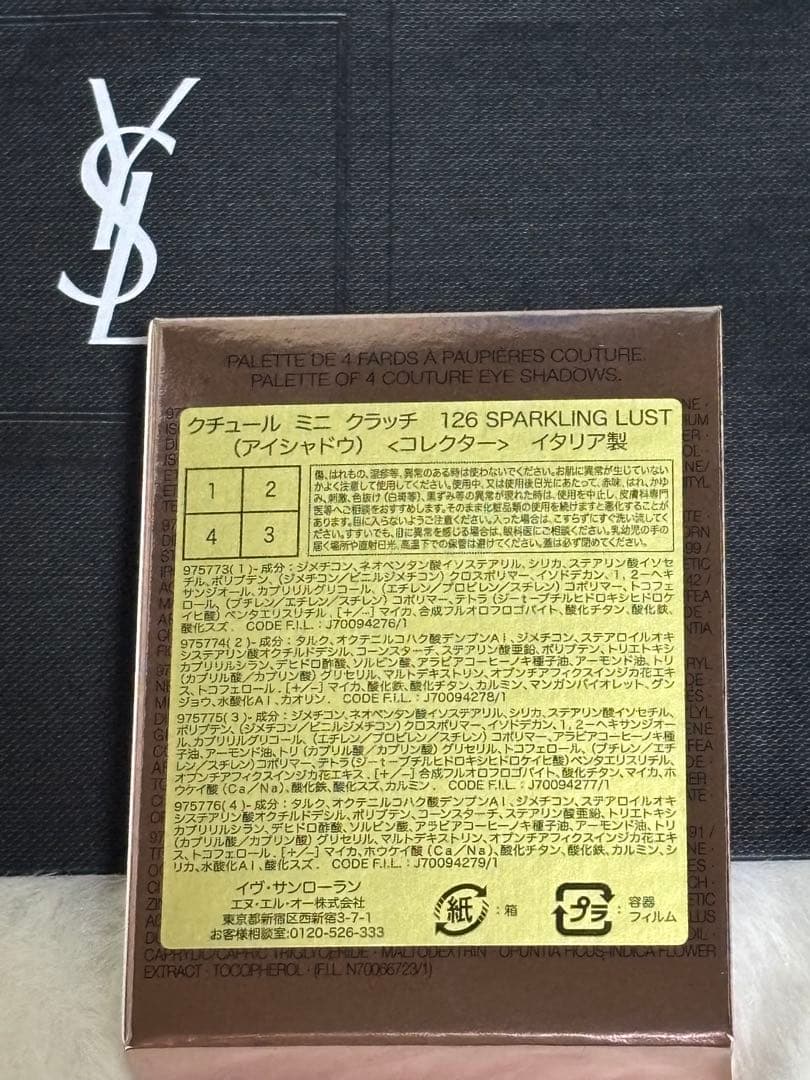 YSL
PALETTE DE 4 FARDS À PAUPIÈRES COUTURE.
PALETTE OF 4 COUTURE EYE SHADOWS.
クチュール ミニ クラッチ 126 SPARKLING LUST
(アイシャドウ) <コレクター> イタリア製
1 2
4 3
傷、はれもの、湿疹等、異常のある時は使わないでください。お肌に異常が生じていない
かよく注意して使用してください。使用中、又は使用後日光にあたって、赤味、はれ、かゆ
み、刺激、色抜け(白斑等)、黒ずみ等の異常が現れた時は、使用を中止し、皮膚科専門
医等へご相談をおすすめします。そのまま化粧品類の使用を続けますと悪化することが
あります。目に入らないようご注意ください。入った場合は、こすらずにすぐ洗い流してく
ださい。すすいでも、目に異常を感じる場合は、眼科医にご相談ください。乳幼児の手の
届く場所や直射日光、高温下での保管は避けてください。蓋は必ず閉めてください。
975773(1)-成分:ジメチコン、ネオペンタン酸イソステアリル、シリカ、ステアリン酸イソセ
チル、ポリブテン、(ジメチコン/ビニルジメチコン)クロスポリマー、イソドデカン、1,2-ヘキ
サンジオール、カプリリルグリコール、(エチレン/プロピレン/スチレン)コポリマー、トコフェロ
ール、(ブチレン/エチレン/スチレン)コポリマー、テトラ(ジ-t-ブチルヒドロキシヒドロケ
イヒ酸)ペンタエリスリチル、[+/-]マイカ、合成フルオロフロゴパイト、酸化チタン、酸化鉄、
酸化スズ. CODE F.I.L.:J70094276/1
975774(2)-成分:タルク、オクテニルコハク酸デンプンAl、ジメチコン、ステアロイルオキ
システアリン酸オクチルドデシル、コーンスターチ、ステアリン酸亜鉛、ポリブテン、トリエトキシ
カプリリルシラン、デヒドロ酢酸、ソルビン酸、アラビアコーヒーノキ種子油、アーモンド油、トリ
(カプリル酸/カプリン酸)グリセリル、マルトデキストリン、オプンチアフィクスインジカ花エキ
ス、トコフェロール、[+/-]マイカ、酸化鉄、酸化チタン、カルミン、マンガンバイオレット、グン
ジョウ、水酸化Al、カオリン. CODE F.I.L.:J70094278/1
975775(3)-成分:ジメチコン、ネオペンタン酸イソステアリル、シリカ、ステアリン酸イソセチル、
ポリブテン、(ジメチコン/ビニルジメチコン)クロスポリマー、イソドデカン、1,2-ヘキサンジオー
ル、カプリリルグリコール、(エチレン/プロピレン/スチレン)コポリマー、アラビアコーヒーノキ種
子油、アーモンド油、トリ(カプリル酸/カプリン酸)グリセリル、トコフェロール、(ブチレン/エチ
レン/スチレン)コポリマー、テトラ(ジ-t-ブチルヒドロキシヒドロケイヒ酸)ペンタエリスリチル、
オプンチアフィクスインジカ花エキス、[+/-]合成フルオロフロゴパイト、酸化チタン、マイカ、ホ
ウケイ酸(Ca/Na)、酸化鉄、酸化スズ、カルミン. CODE F.I.L.:J70094277/1
975776(4)-成分:タルク、オクテニルコハク酸デンプンAl、ジメチコン、ステアロイルオキ
システアリン酸オクチルドデシル、ポリブテン、コーンスターチ、ステアリン酸亜鉛、トリエトキシ
カプリリルシラン、デヒドロ酢酸、ソルビン酸、アラビアコーヒーノキ種子油、アーモンド油、トリ
(カプリル酸/カプリン酸)グリセリル、マルトデキストリン、オプンチアフィクスインジカ花エキ
ス、トコフェロール、[+/-]マイカ、ホウケイ酸(Ca/Na)、酸化チタン、酸化鉄、カルミン、シ
リカ、水酸化Al、酸化スズ. CODE F.I.L.:J70094279/1
イヴ・サンローラン
エヌ・エル・オー株式会社
東京都新宿区西新宿3-7-1
お客様相談室:0120-526-333
紙:箱
プラ:容器
フィルム
CAPRYLIC/CAPRIC TRIGLYCERIDE · MALTODEXTRIN · OPUNTIA FICUS-INDICA FLOWER
EXTRACT · TOCOPHEROL · (F.I.L. N70066723/1)